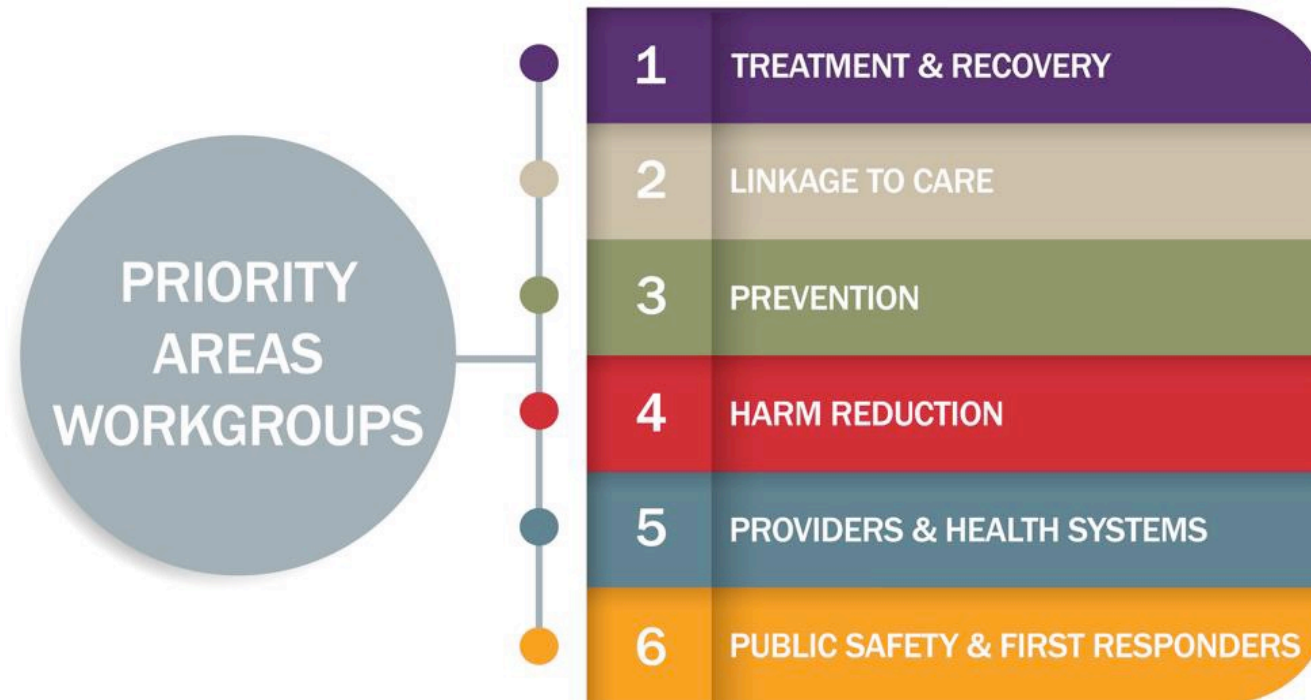 PRIORITY
AREAS
WORKGROUPS
1 TREATMENT & RECOVERY
2 LINKAGE TO CARE
3 PREVENTION
4 HARM REDUCTION
5 PROVIDERS & HEALTH SYSTEMS
6 PUBLIC SAFETY & FIRST RESPONDERS